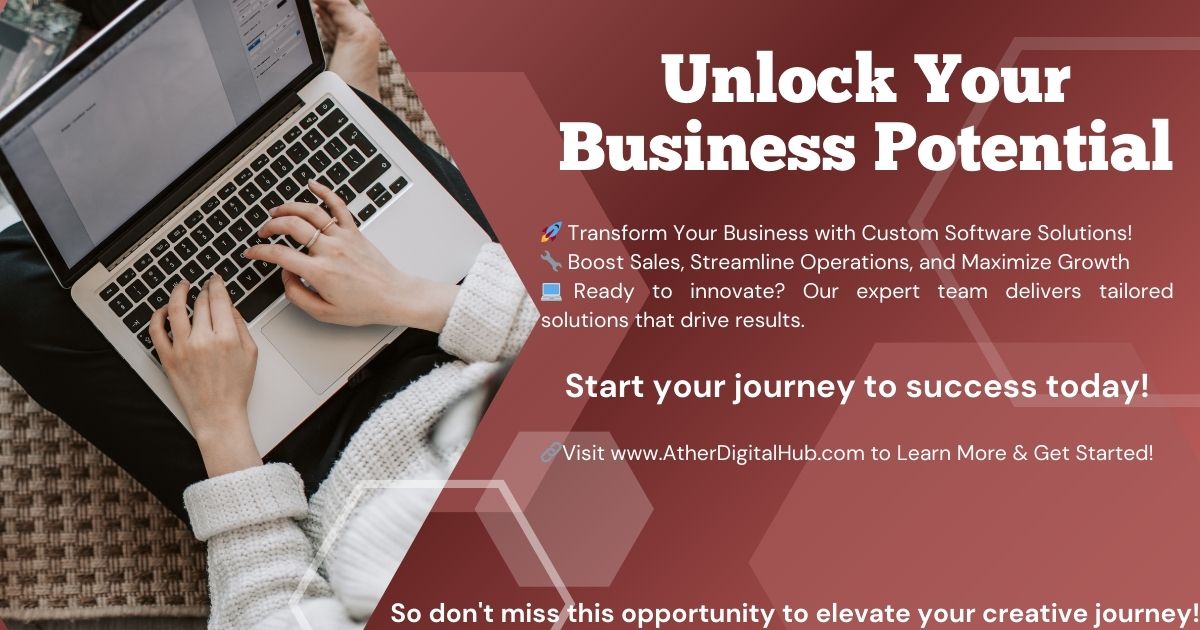 Unlock Your
Business Potential
🚀 Transform Your Business with Custom Software Solutions!
🔧 Boost Sales, Streamline Operations, and Maximize Growth
💻 Ready to innovate? Our expert team delivers tailored
solutions that drive results.
Start your journey to success today!
🔗Visit www.AtherDigitalHub.com to Learn More & Get Started!
So don't miss this opportunity to elevate your creative journey!